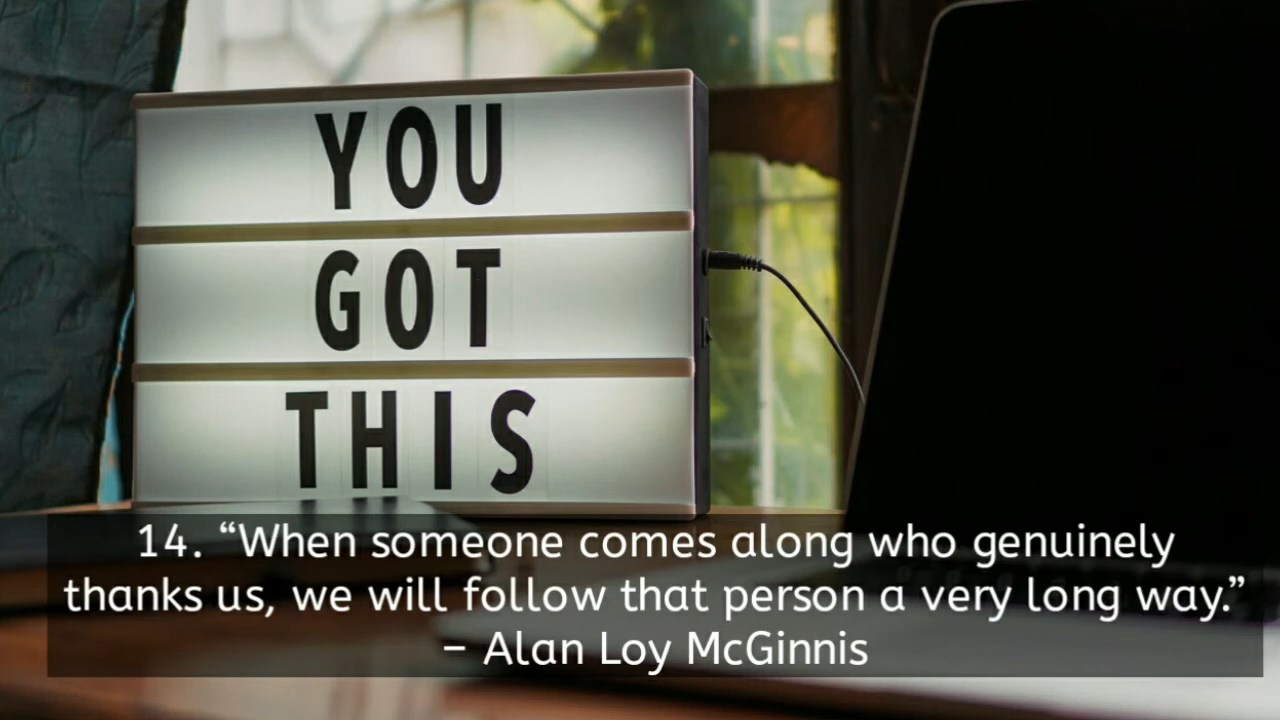 YOU
GOT
THIS
14. “When someone comes along who genuinely
thanks us, we will follow that person a very long way.”
– Alan Loy McGinnis